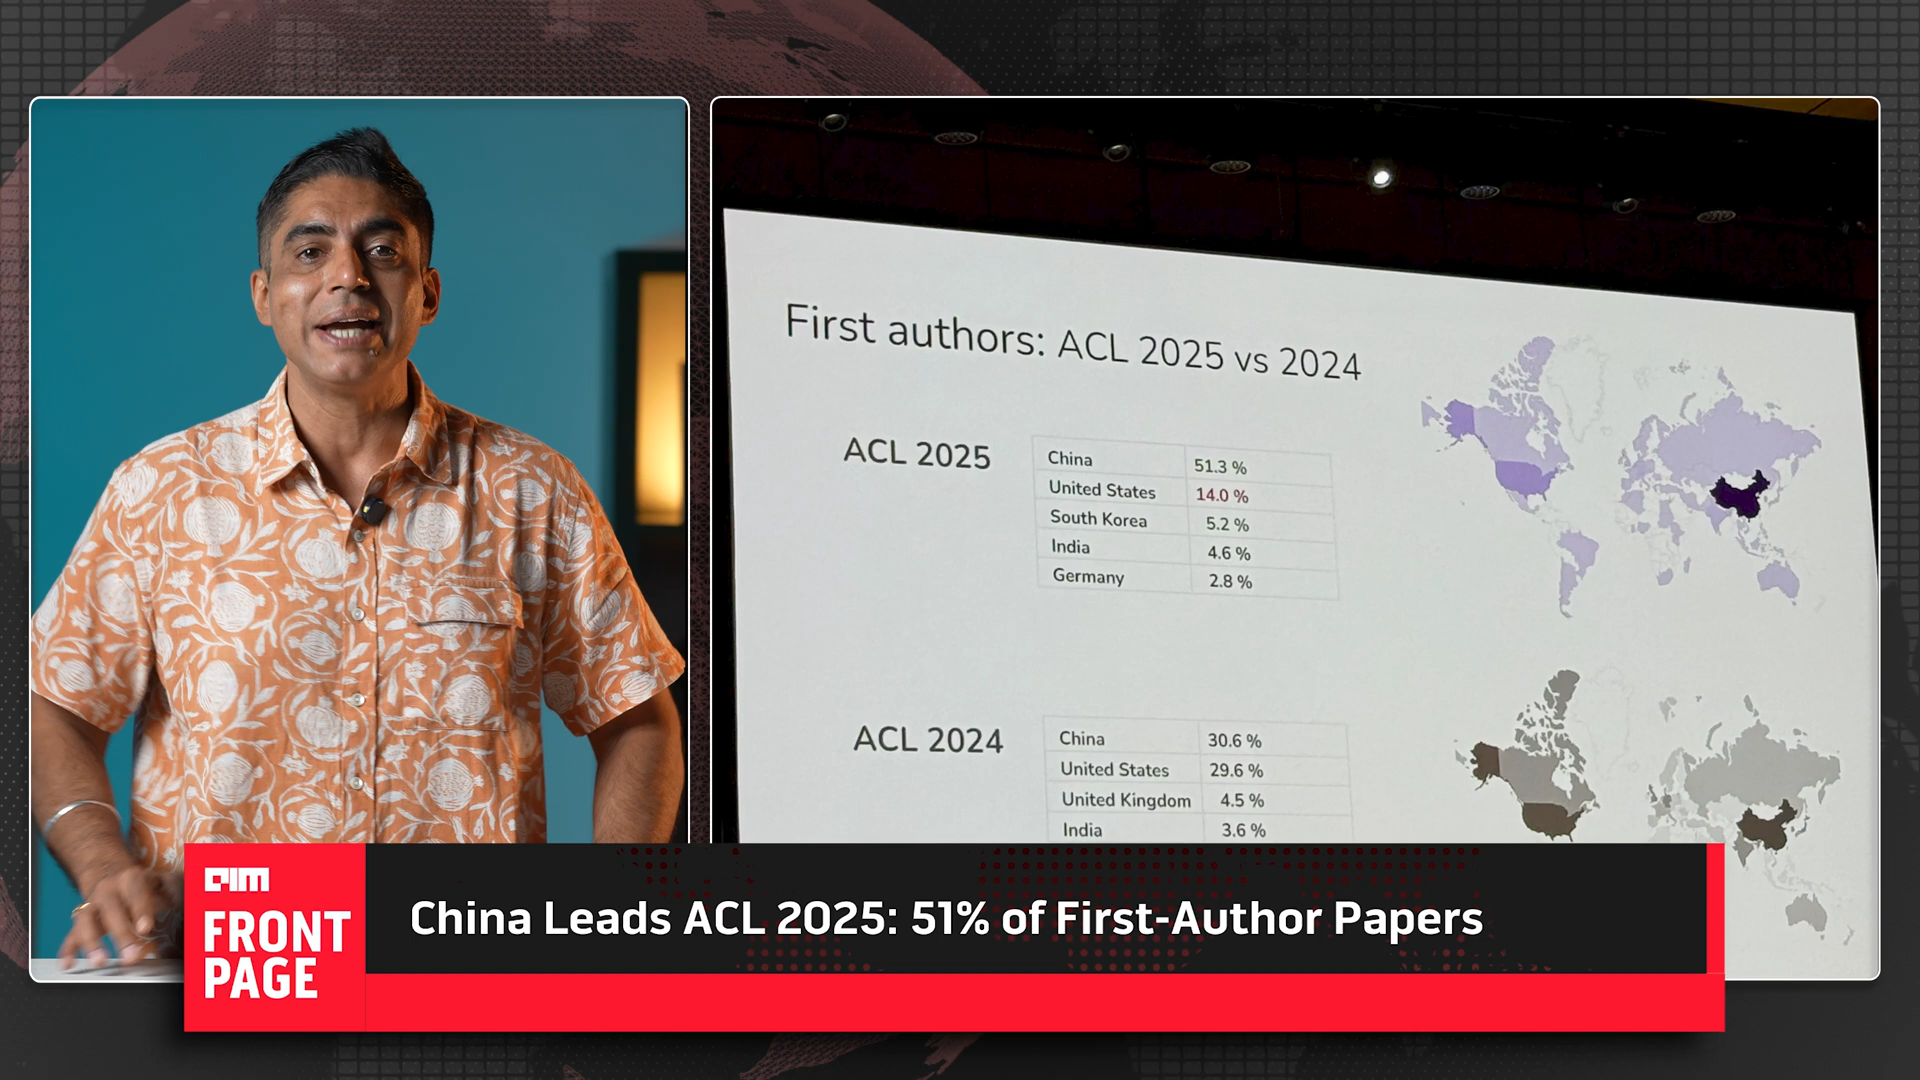 First authors: ACL 2025 vs 2024
ACL 2025
China 51.3 %
United States 14.0 %
South Korea 5.2 %
India 4.6 %
Germany 2.8 %
ACL 2024
China 30.6 %
United States 29.6 %
United Kingdom 4.5 %
India 3.6 %
AIM
FRONT
PAGE
China Leads ACL 2025: 51% of First-Author Papers